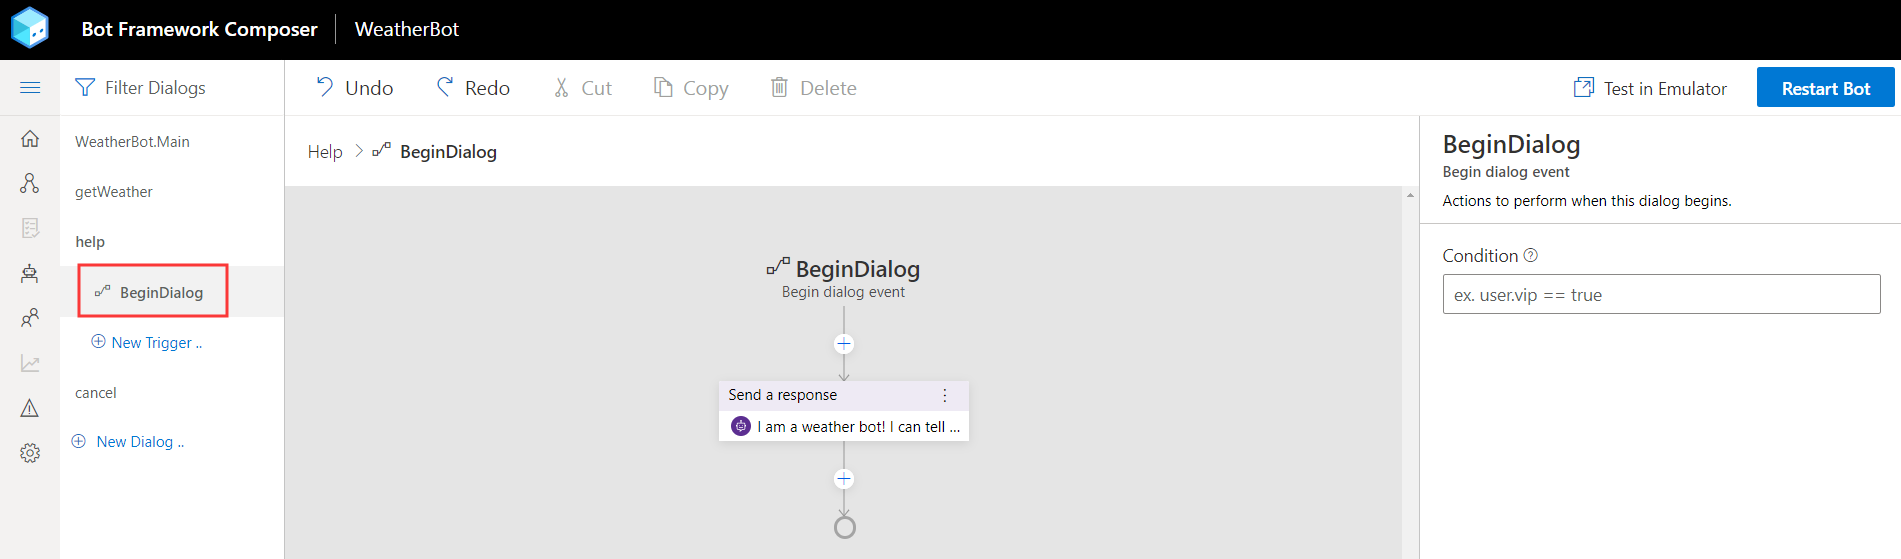 Bot Framework Composer WeatherBot
Filter Dialogs
Undo Redo Cut Copy Delete
Test in Emulator Restart Bot
WeatherBot.Main
getWeather
help
BeginDialog
New Trigger ..
cancel
New Dialog ..
Help > BeginDialog
BeginDialog
Begin dialog event
Send a response
I am a weather bot! I can tell ...
BeginDialog
Begin dialog event
Actions to perform when this dialog begins.
Condition
ex. user.vip == true